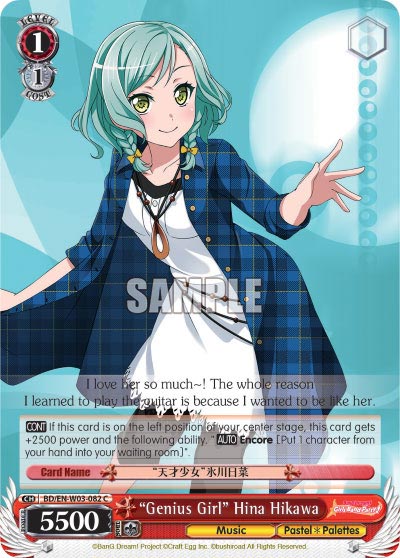 LEVEL
1
1
COST
SAMPLE
I love her so much~! The whole reason
I learned to play the guitar is because I wanted to be like her.
CONT If this card is on the left position of your center stage, this card gets
+2500 power and the following ability. "AUTO Encore [Put 1 character from
your hand into your waiting room]".
Card Name "天才少女"氷川日菜
CH BD/EN-W03-082 C
5500
POWER
"Genius Girl" Hina Hikawa
Music Pastel*Palettes
©BanG Dream! Project ©Craft Egg Inc. ©bushiroad All Rights Reserved.